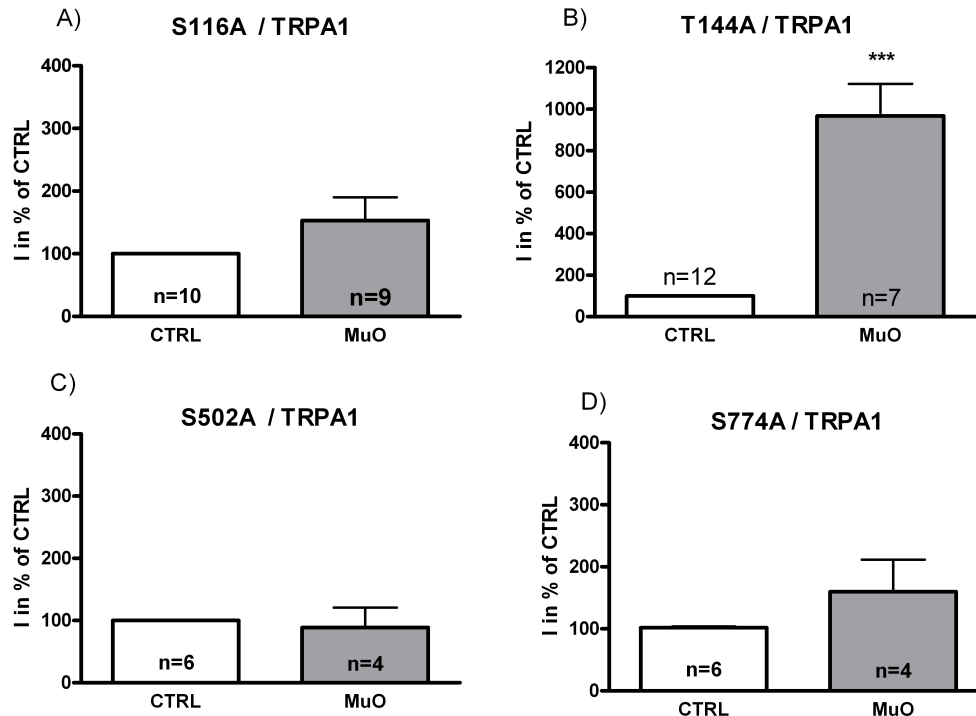 A)
S116A / TRPA1
400
300
200
100
0
I in % of CTRL
n=10
n=9
CTRL
MuO
B)
T144A / TRPA1
***
1200
1000
800
600
400
200
0
I in % of CTRL
n=12
n=7
CTRL
MuO
C)
S502A / TRPA1
400
300
200
100
0
I in % of CTRL
n=6
n=4
CTRL
MuO
D)
S774A / TRPA1
400
300
200
100
0
I in % of CTRL
n=6
n=4
CTRL
MuO